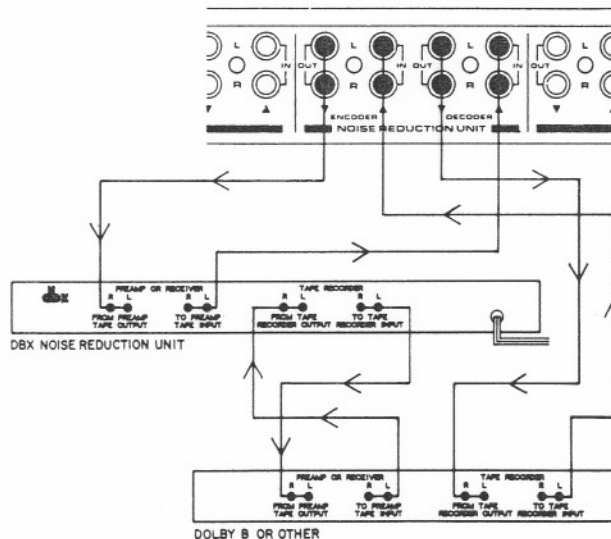 L L L L
IN OUT IN OUT IN OUT
R R R R
ENCODER DECODER
NOISE REDUCTION UNIT
dbx
PREAMP OR RECEIVER TAPE RECORDER
R L R L R L R L
FROM PREAMP TO PREAMP FROM TAPE TO TAPE
TAPE OUTPUT TAPE INPUT RECORDER OUTPUT RECORDER INPUT
DBX NOISE REDUCTION UNIT
PREAMP OR RECEIVER TAPE RECORDER
R L R L R L R L
FROM PREAMP TO PREAMP FROM TAPE TO TAPE
TAPE OUTPUT TAPE INPUT RECORDER OUTPUT RECORDER INPUT
DOLBY B OR OTHER